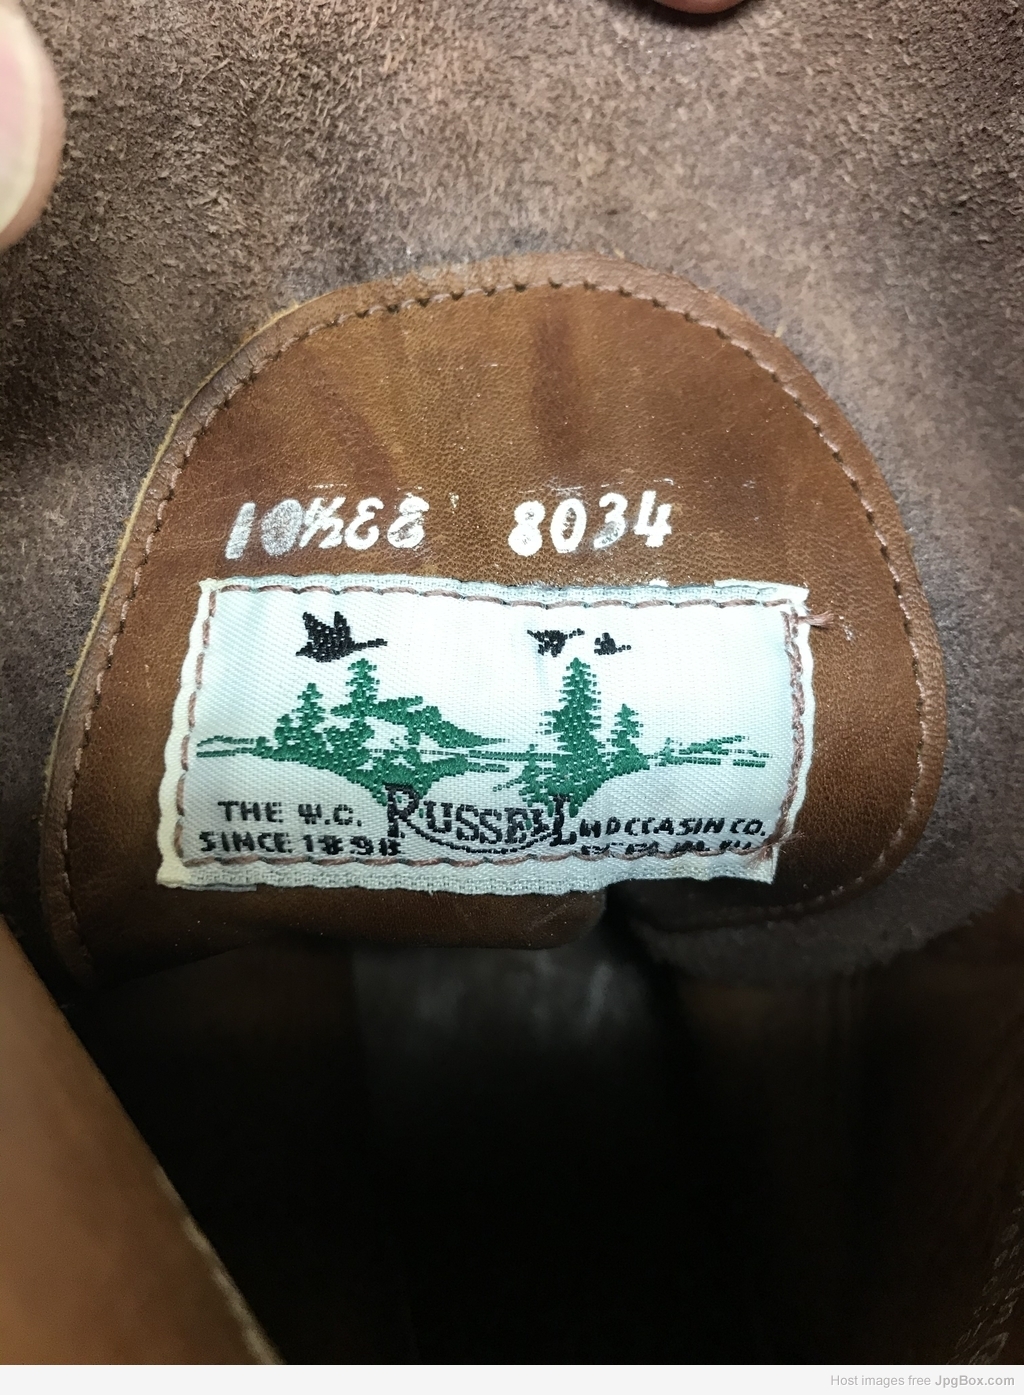 10½EE 8034
THE W.C. RUSSELL MOCCASIN CO.
SINCE 1898
Host images free JpgBox.com